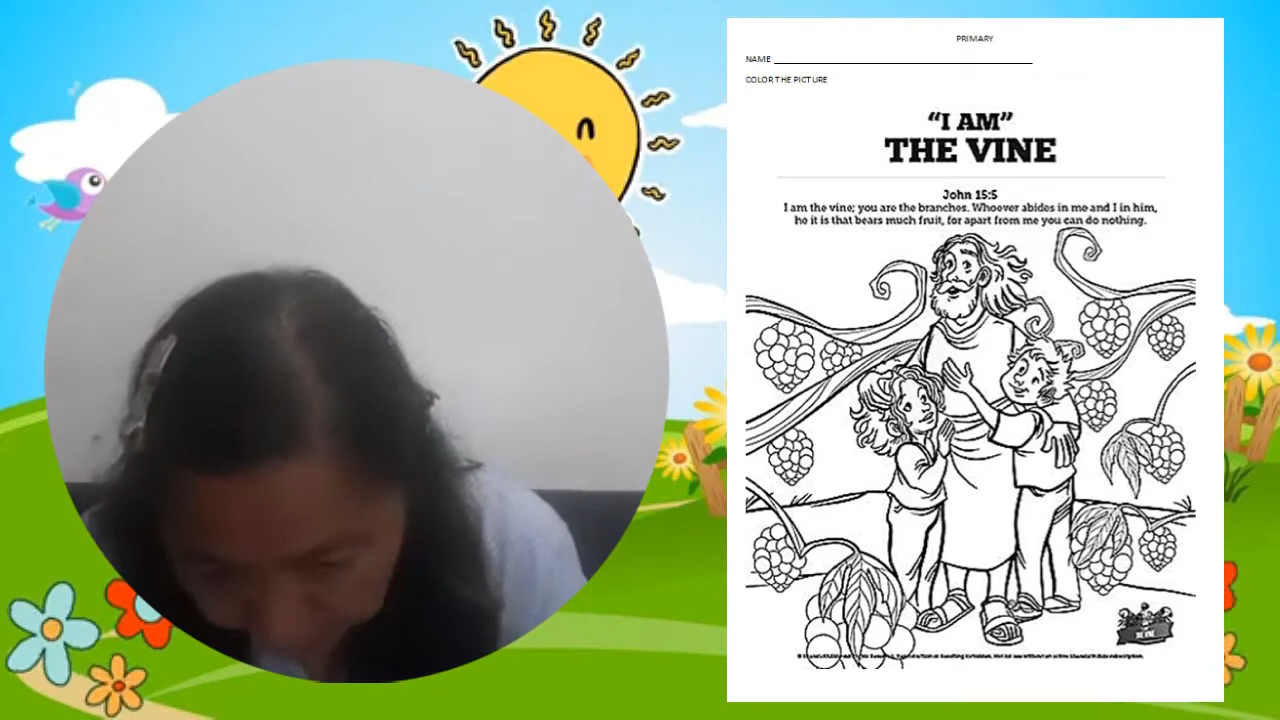 PRIMARY
NAME
COLOR THE PICTURE
“I AM”
THE VINE
John 15:5
I am the vine; you are the branches. Whoever abides in me and I in him,
he it is that bears much fruit, for apart from me you can do nothing.